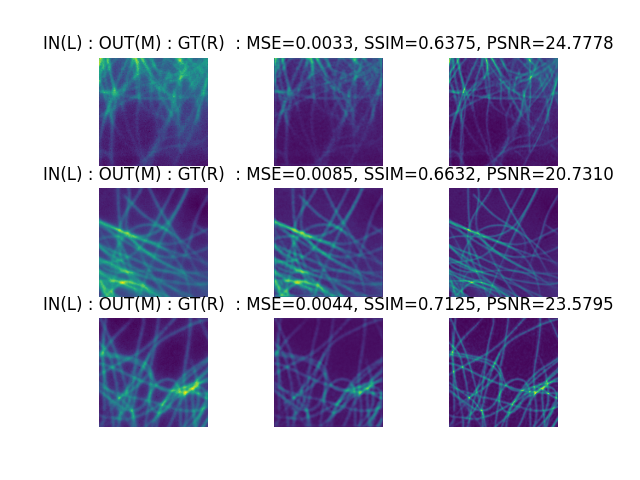 IN(L) : OUT(M) : GT(R)  : MSE=0.0033, SSIM=0.6375, PSNR=24.7778
IN(L) : OUT(M) : GT(R)  : MSE=0.0085, SSIM=0.6632, PSNR=20.7310
IN(L) : OUT(M) : GT(R)  : MSE=0.0044, SSIM=0.7125, PSNR=23.5795